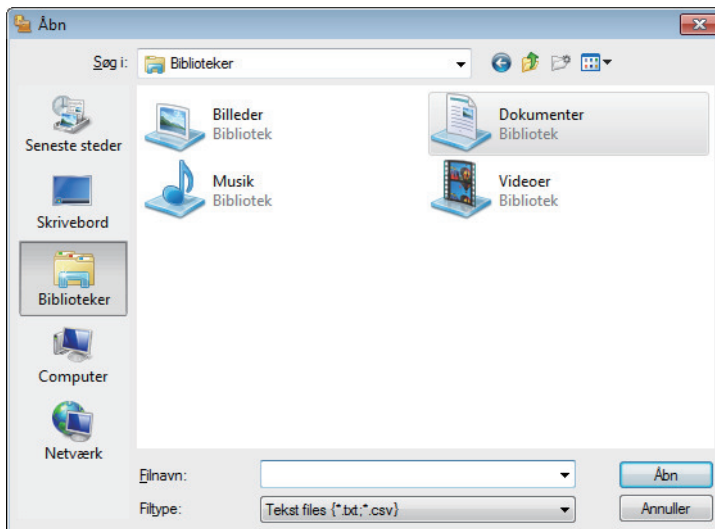 Åbn
Søg i:
Biblioteker
Seneste steder
Skrivebord
Biblioteker
Computer
Netværk
Billeder
Bibliotek
Dokumenter
Bibliotek
Musik
Bibliotek
Videoer
Bibliotek
Filnavn:
Åbn
Filtype:
Tekst files {*.txt;*.csv}
Annuller